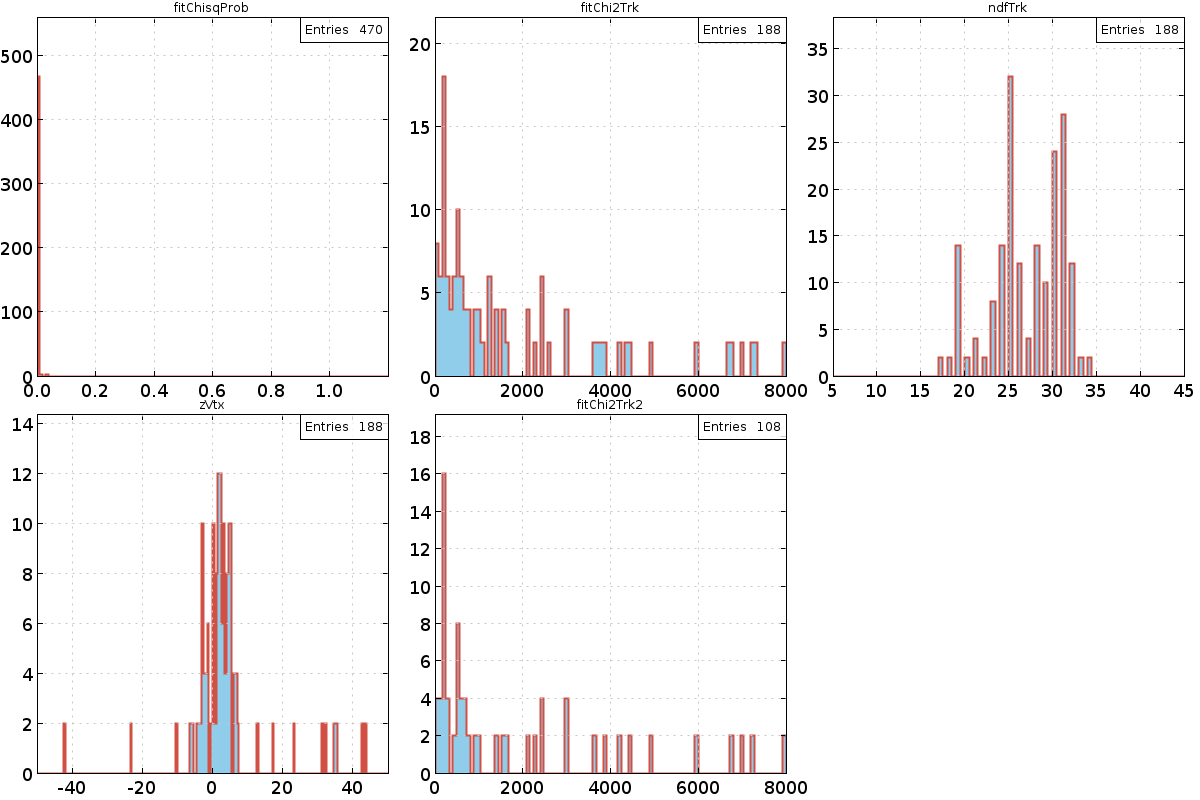 fitChisqProb
Entries 470
500
400
300
200
100
0
0.0 0.2 0.4 0.6 0.8 1.0
fitChi2Trk
Entries 188
20
15
10
5
0
0 2000 4000 6000 8000
ndfTrk
Entries 188
35
30
25
20
15
10
5
0
5 10 15 20 25 30 35 40 45
zVtx
Entries 188
14
12
10
8
6
4
2
0
-40 -20 0 20 40
fitChi2Trk2
Entries 108
18
16
14
12
10
8
6
4
2
0
0 2000 4000 6000 8000